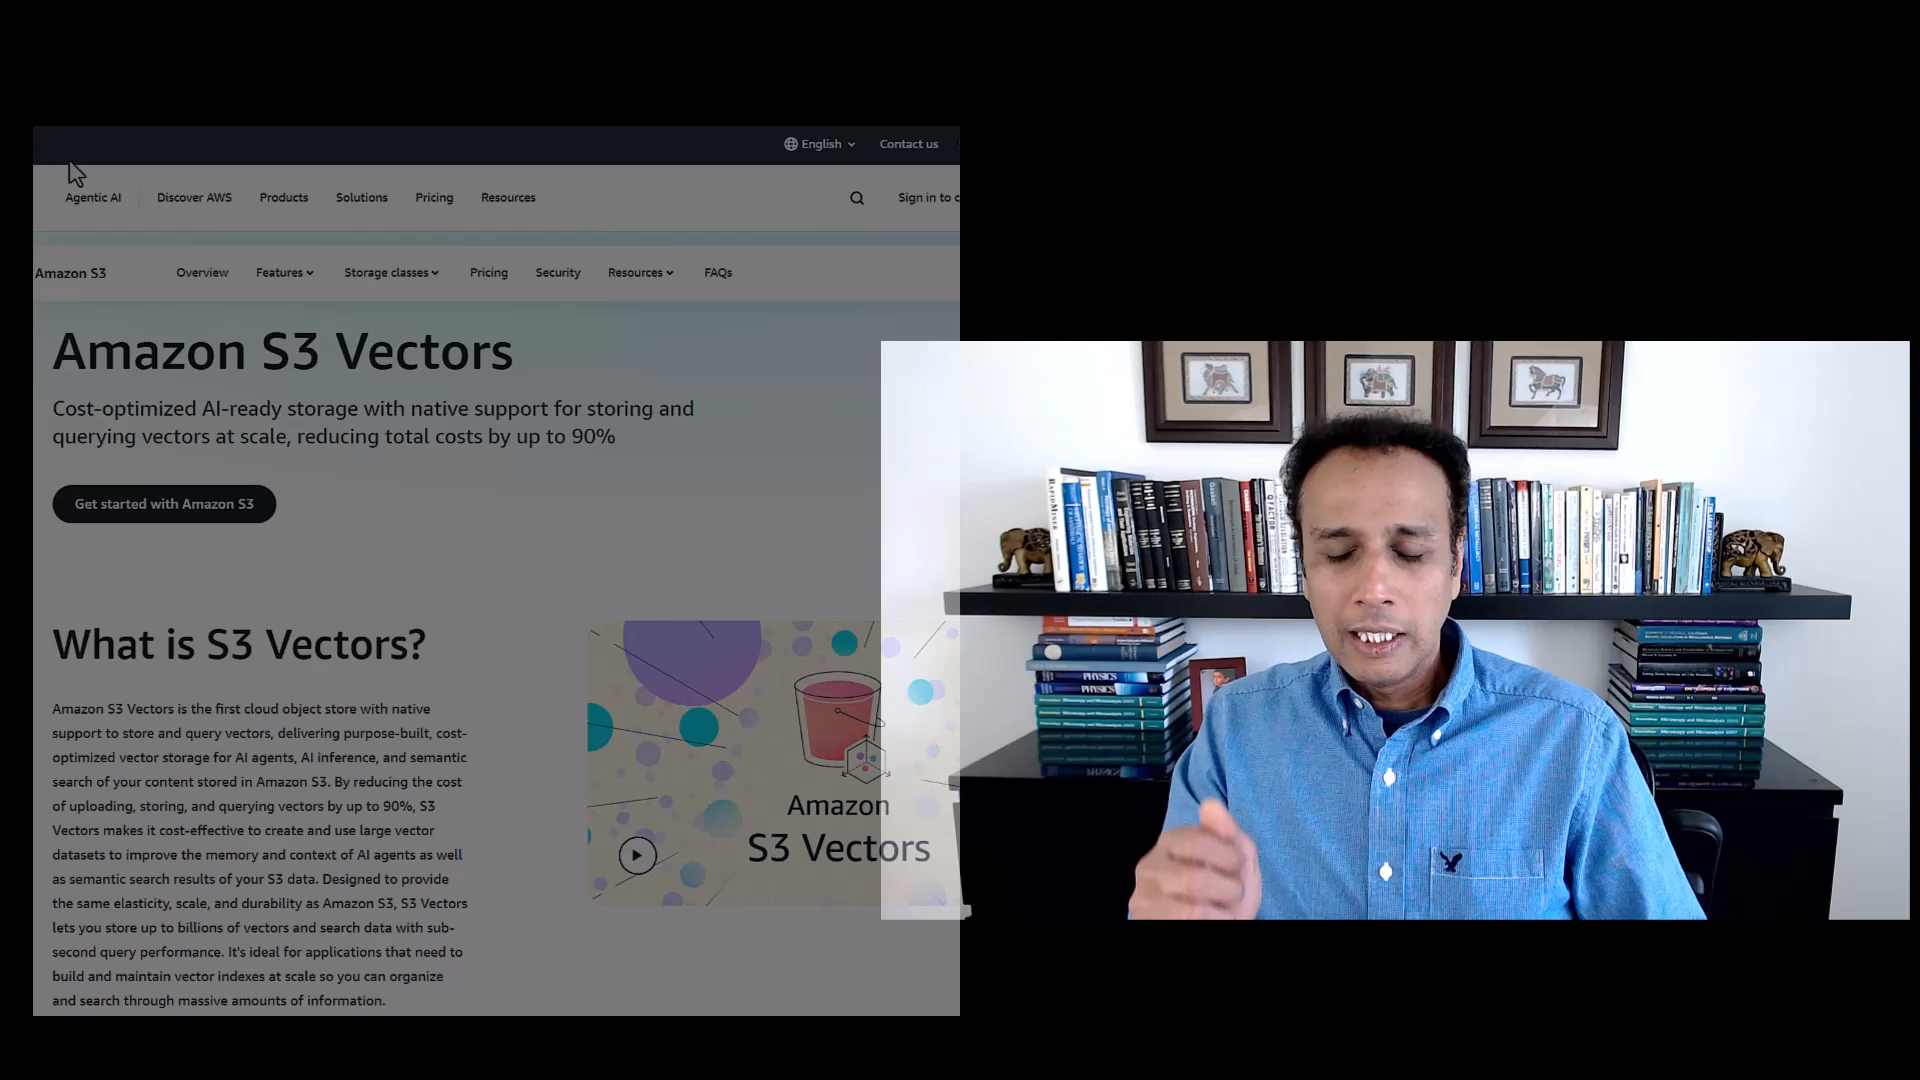 English
Contact us
Agentic AI
Discover AWS
Products
Solutions
Pricing
Resources
Sign in to c
Amazon S3
Overview
Features
Storage classes
Pricing
Security
Resources
FAQs
Amazon S3 Vectors
Cost-optimized AI-ready storage with native support for storing and
querying vectors at scale, reducing total costs by up to 90%
Get started with Amazon S3
What is S3 Vectors?
Amazon S3 Vectors is the first cloud object store with native
support to store and query vectors, delivering purpose-built, cost-
optimized vector storage for AI agents, AI inference, and semantic
search of your content stored in Amazon S3. By reducing the cost
of uploading, storing, and querying vectors by up to 90%, S3
Vectors makes it cost-effective to create and use large vector
datasets to improve the memory and context of AI agents as well
as semantic search results of your S3 data. Designed to provide
the same elasticity, scale, and durability as Amazon S3, S3 Vectors
lets you store up to billions of vectors and search data with sub-
second query performance. It's ideal for applications that need to
build and maintain vector indexes at scale so you can organize
and search through massive amounts of information.
Amazon
S3 Vectors
RAPIDMINER
Q FACTOR
PHYSICS
PHYSICS
PHYSICS